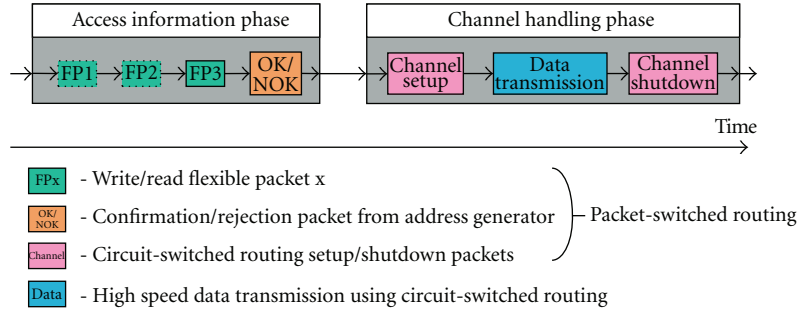 Access information phase
Channel handling phase
FP1
FP2
FP3
OK/
NOK
Channel
setup
Data
transmission
Channel
shutdown
Time
FPx - Write/read flexible packet x
OK/
NOK - Confirmation/rejection packet from address generator
Packet-switched routing
Channel - Circuit-switched routing setup/shutdown packets
Data - High speed data transmission using circuit-switched routing